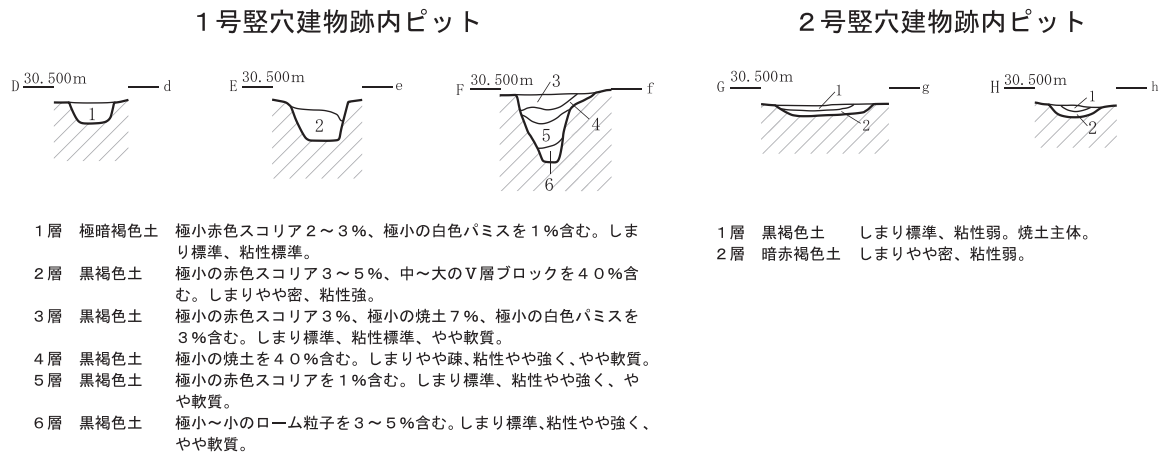 1号竪穴建物跡内ピット
D 30.500m d
1
E 30.500m e
2
F 30.500m f
3
4
5
6
1層 極暗褐色土 極小赤色スコリア2~3%、極小の白色パミスを1%含む。しま
り標準、粘性標準。
2層 黒褐色土 極小の赤色スコリア3~5%、中~大のⅤ層ブロックを40%含
む。しまりやや密、粘性強。
3層 黒褐色土 極小の赤色スコリア3%、極小の焼土7%、極小の白色パミスを
3%含む。しまり標準、粘性標準、やや軟質。
4層 黒褐色土 極小の焼土を40%含む。しまりやや疎、粘性やや強く、やや軟質。
5層 黒褐色土 極小の赤色スコリアを1%含む。しまり標準、粘性やや強く、や
や軟質。
6層 黒褐色土 極小~小のローム粒子を3~5%含む。しまり標準、粘性やや強く、
やや軟質。
2号竪穴建物跡内ピット
G 30.500m g
1
2
H 30.500m h
1
2
1層 黒褐色土 しまり標準、粘性弱。焼土主体。
2層 暗赤褐色土 しまりやや密、粘性弱。